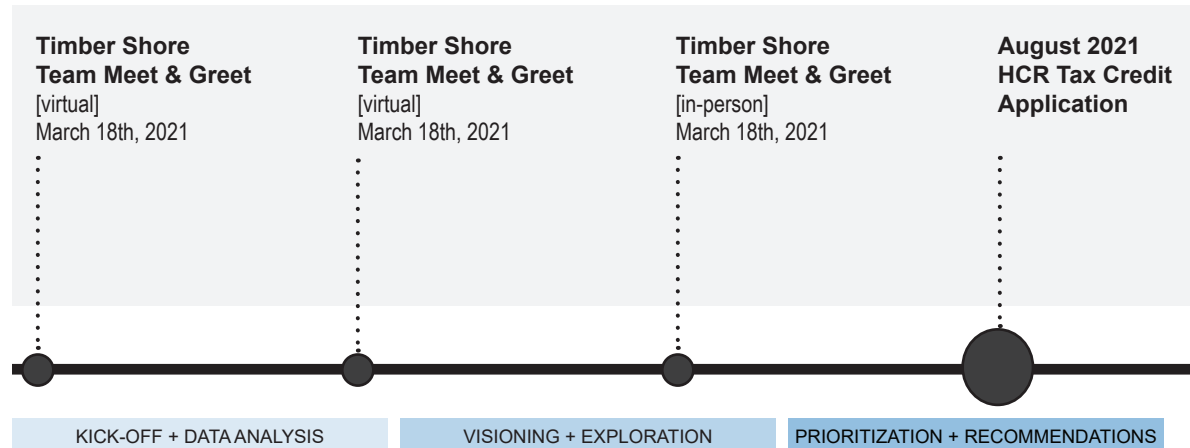 Timber Shore
Team Meet & Greet
[virtual]
March 18th, 2021
Timber Shore
Team Meet & Greet
[virtual]
March 18th, 2021
Timber Shore
Team Meet & Greet
[in-person]
March 18th, 2021
August 2021
HCR Tax Credit
Application
KICK-OFF + DATA ANALYSIS
VISIONING + EXPLORATION
PRIORITIZATION + RECOMMENDATIONS